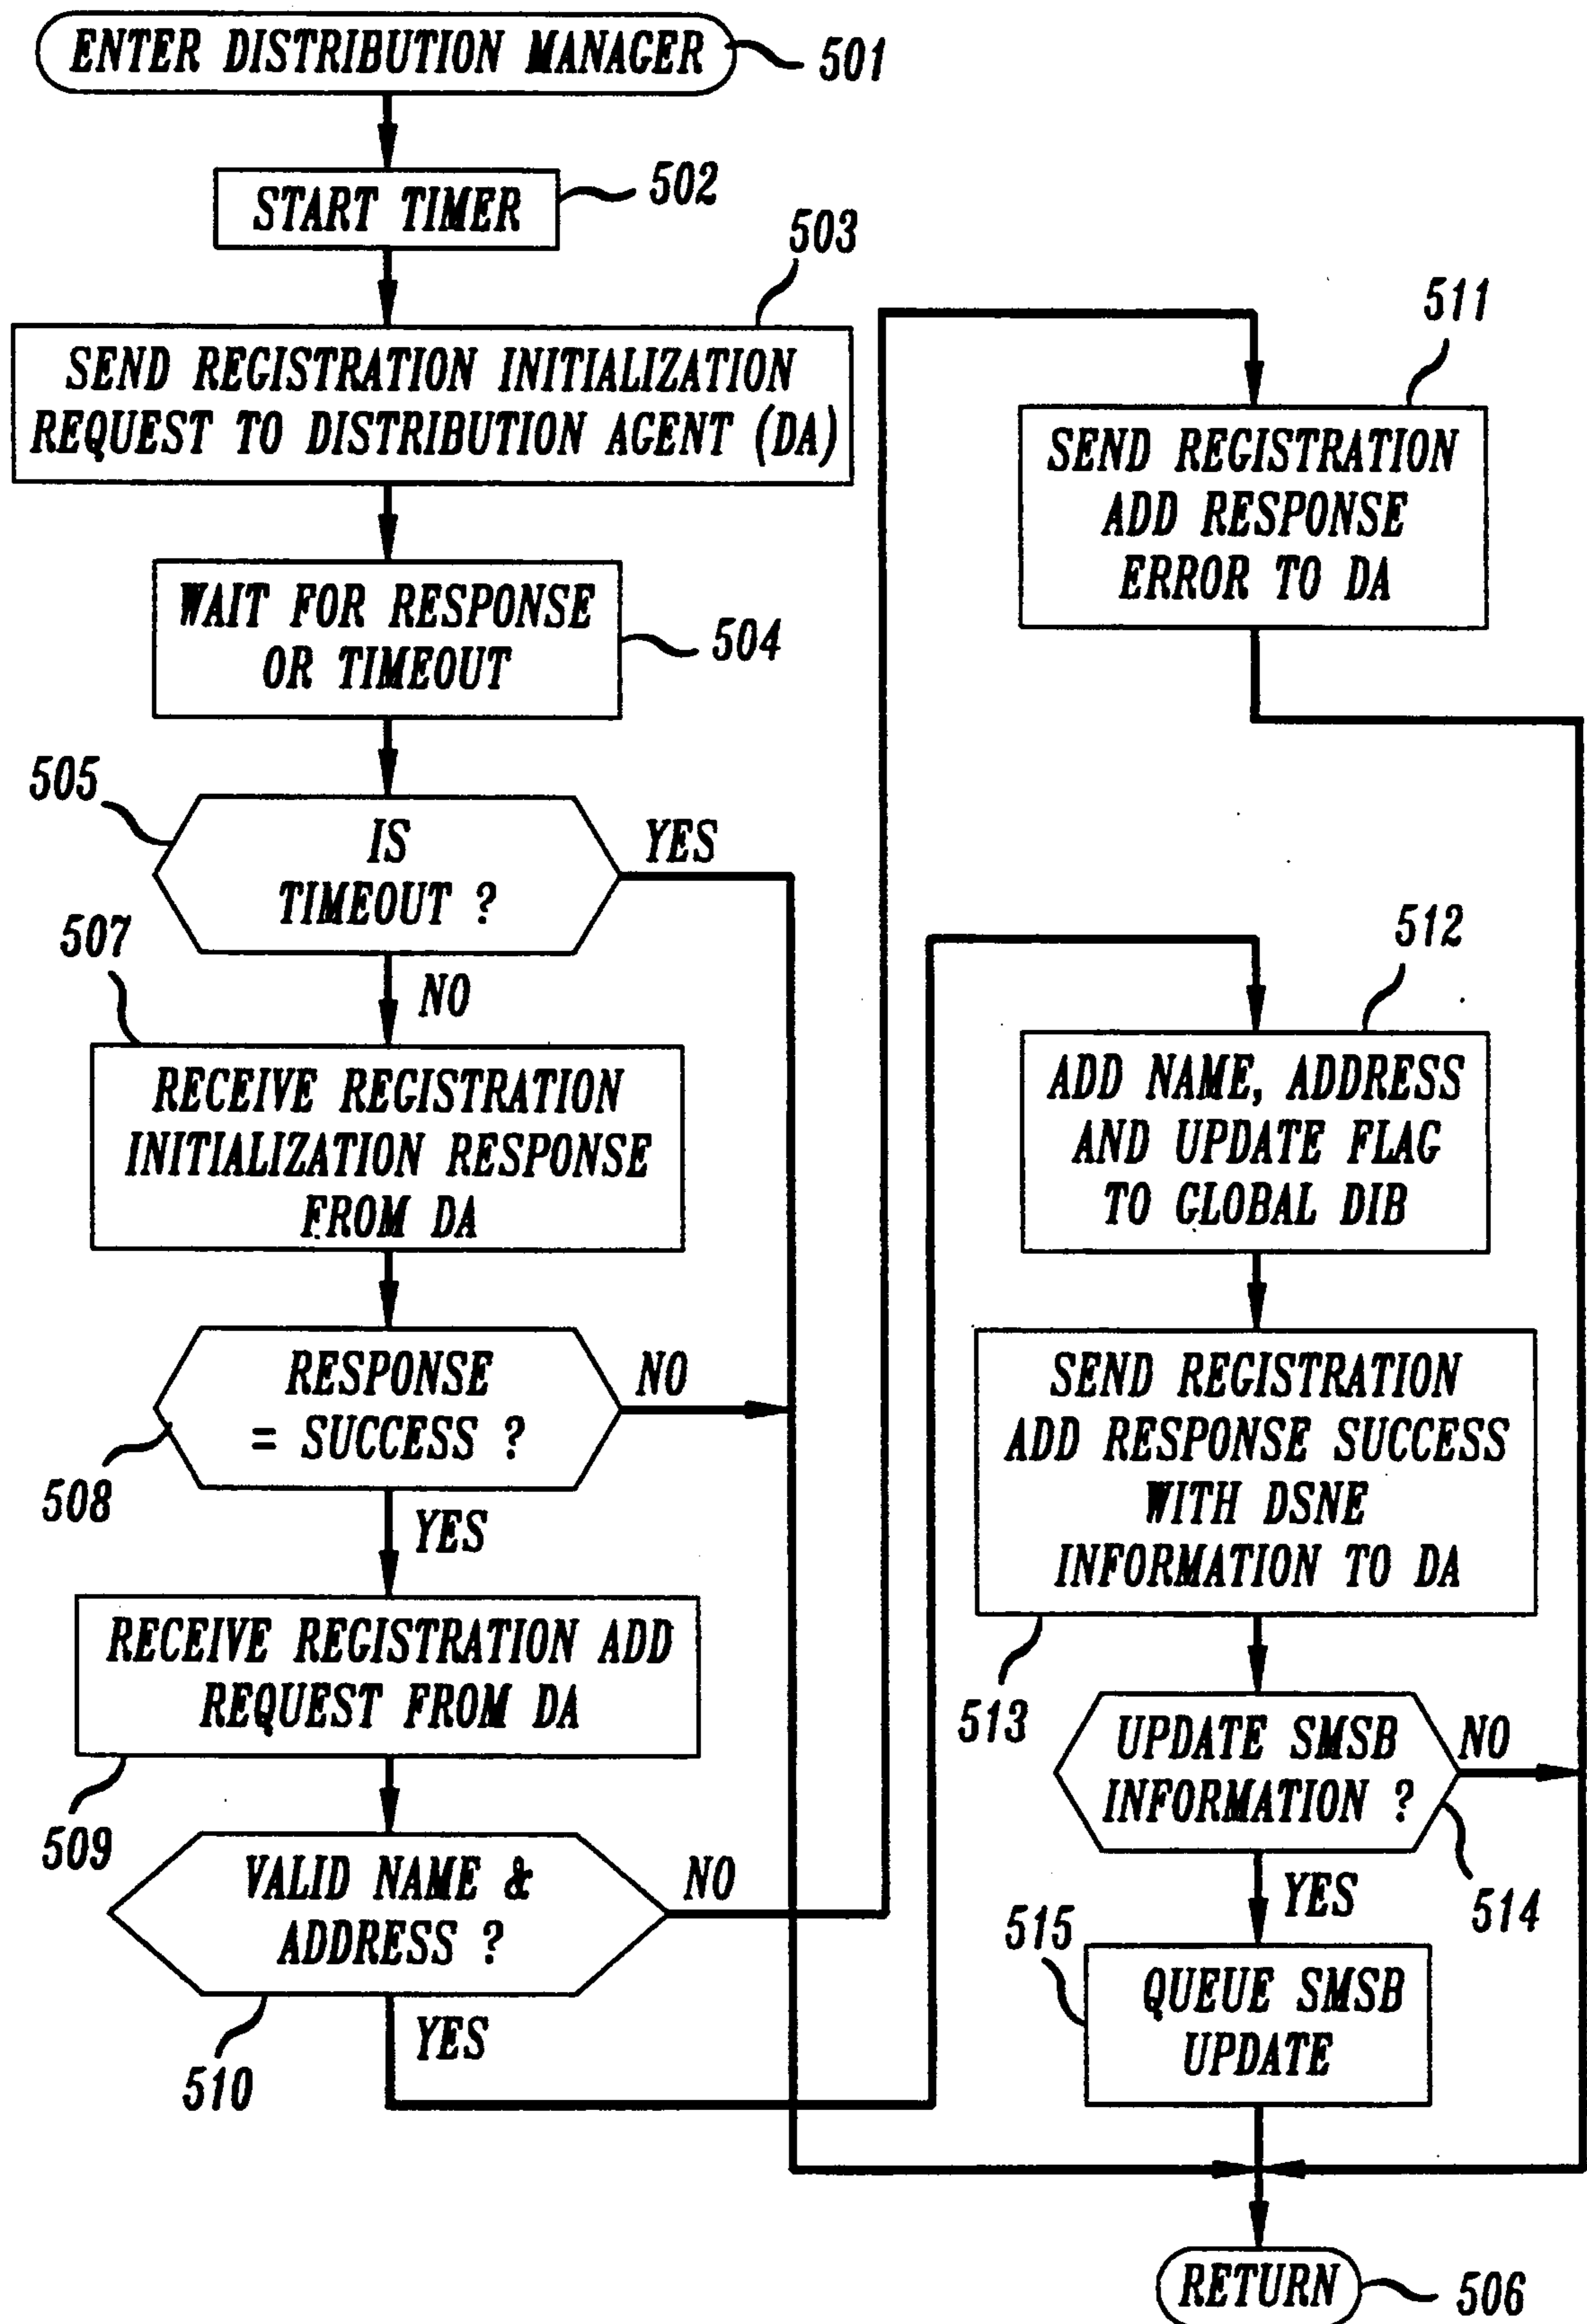 ENTER DISTRIBUTION MANAGER
501
START TIMER
502
503
SEND REGISTRATION INITIALIZATION
REQUEST TO DISTRIBUTION AGENT (DA)
WAIT FOR RESPONSE
OR TIMEOUT
504
505
IS
TIMEOUT ?
YES
NO
507
RECEIVE REGISTRATION
INITIALIZATION RESPONSE
FROM DA
RESPONSE
= SUCCESS ?
NO
508
YES
RECEIVE REGISTRATION ADD
REQUEST FROM DA
509
VALID NAME &
ADDRESS ?
NO
510
YES
511
SEND REGISTRATION
ADD RESPONSE
ERROR TO DA
512
ADD NAME, ADDRESS
AND UPDATE FLAG
TO GLOBAL DIB
SEND REGISTRATION
ADD RESPONSE SUCCESS
WITH DSNE
INFORMATION TO DA
513
UPDATE SMSB
INFORMATION ?
NO
514
YES
515
QUEUE SMSB
UPDATE
RETURN
506